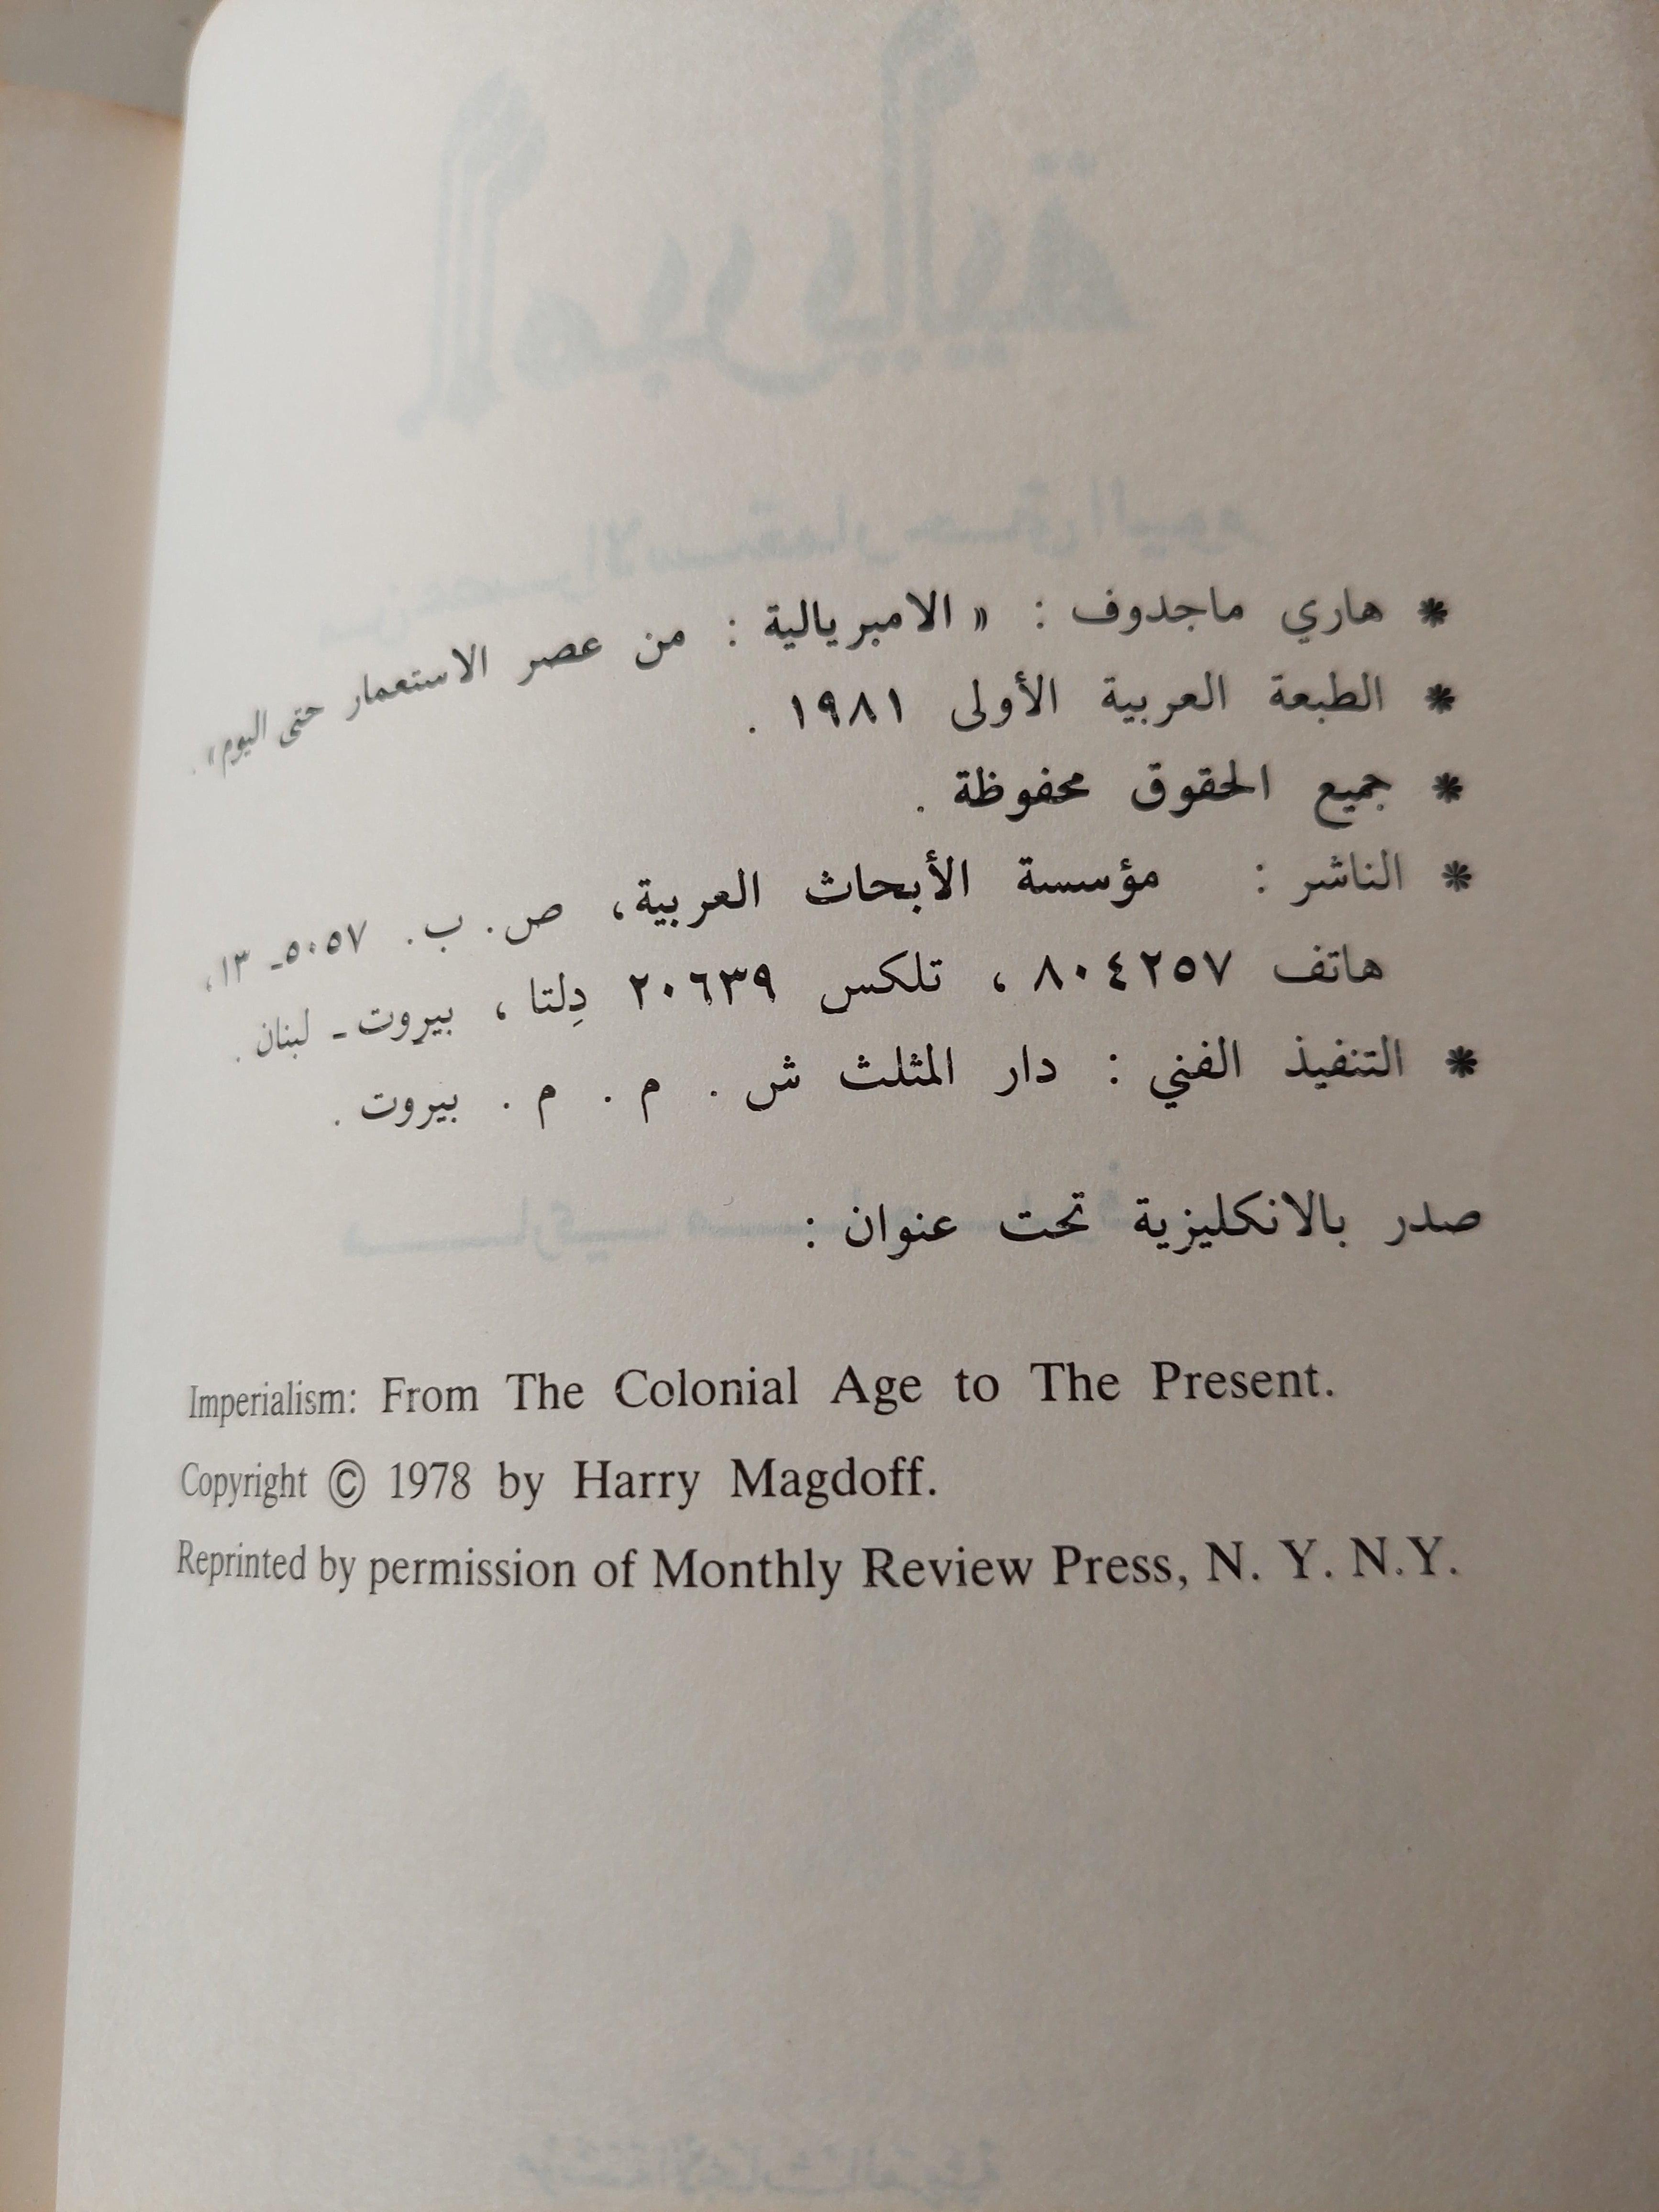 * هاري ماجدوف : « الامبريالية : من عصر الاستعمار حتى اليوم» .
* الطبعة العربية الأولى ١٩٨١ .
* جميع الحقوق محفوظة .
* الناشر : مؤسسة الأبحاث العربية، ص. ب. ٥٠٥٧ـ ١٣،
هاتف ٨٠٤٢٥٧ ، تلكس ٢٠٦٣٩ دِلتا ، بيروت ـ لبنان .
* التنفيذ الفني : دار المثلث ش . م . م . بيروت .
صدر بالانكليزية تحت عنوان :
Imperialism: From The Colonial Age to The Present.
Copyright © 1978 by Harry Magdoff.
Reprinted by permission of Monthly Review Press, N. Y. N.Y.